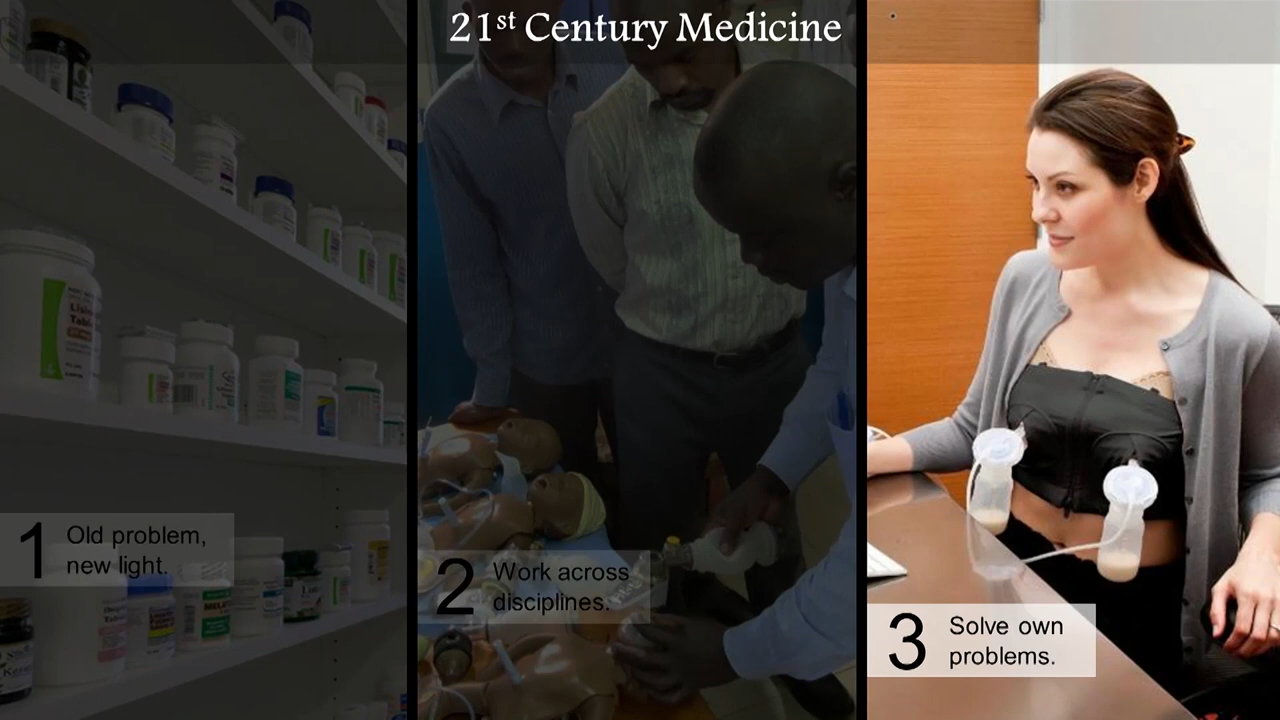 21st Century Medicine
1
Old problem,
new light.
2
Work across
disciplines.
3
Solve own
problems.